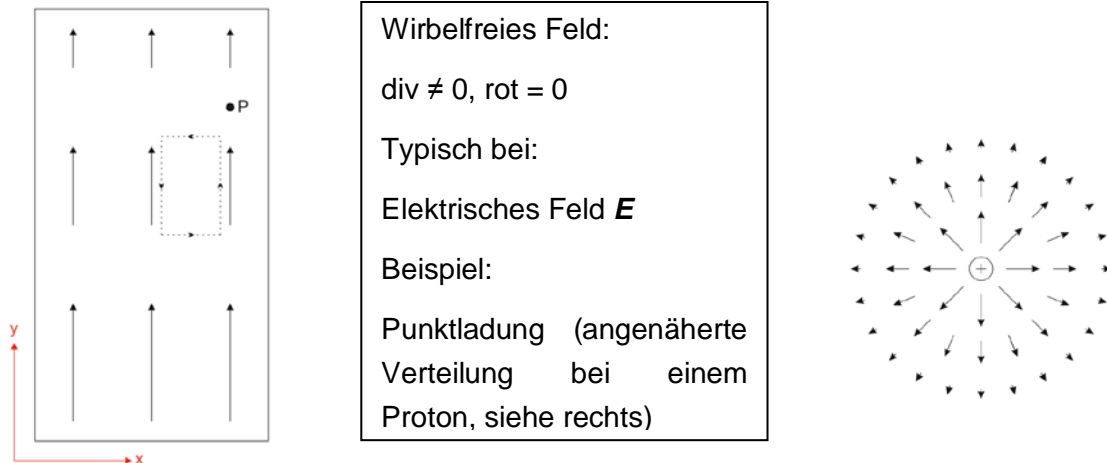 P
y
x
Wirbelfreies Feld:
div ≠ 0, rot = 0
Typisch bei:
Elektrisches Feld E
Beispiel:
Punktladung (angenäherte
Verteilung bei einem
Proton, siehe rechts)
+